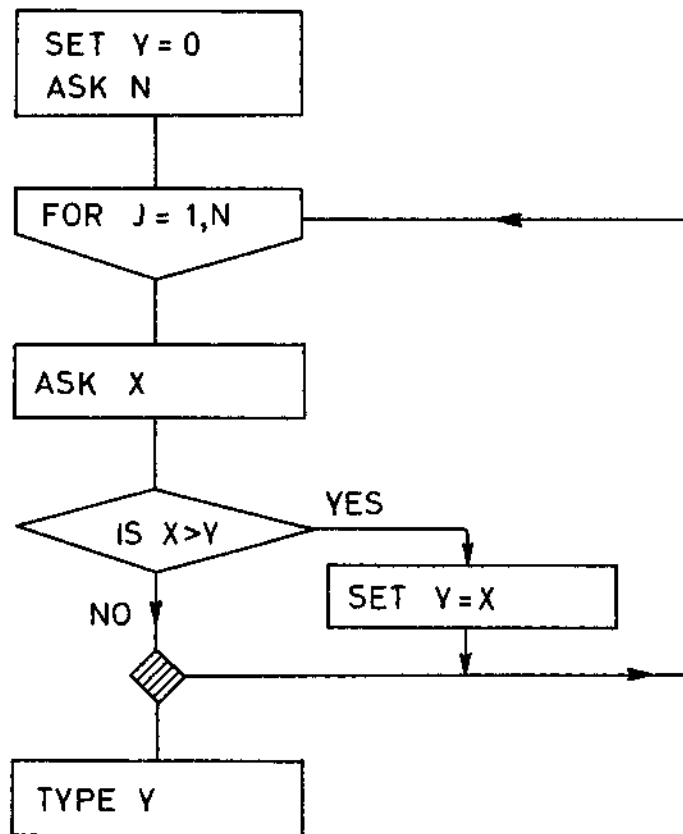 SET Y = 0
ASK N
FOR J = 1,N
ASK X
IS X>Y
YES
SET Y=X
NO
TYPE Y